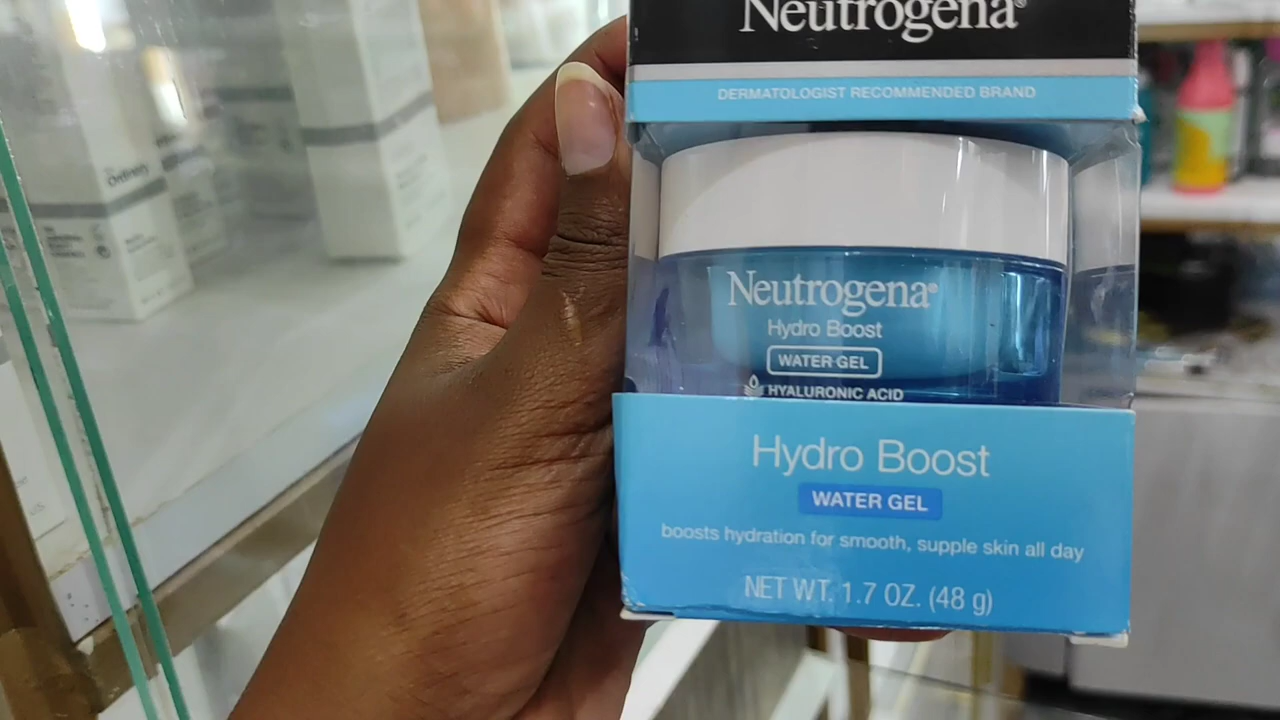 Neutrogena®
DERMATOLOGIST RECOMMENDED BRAND
Neutrogena®
Hydro Boost
WATER GEL
HYALURONIC ACID
Hydro Boost
WATER GEL
boosts hydration for smooth, supple skin all day
NET WT. 1.7 OZ. (48 g)
Ordinary